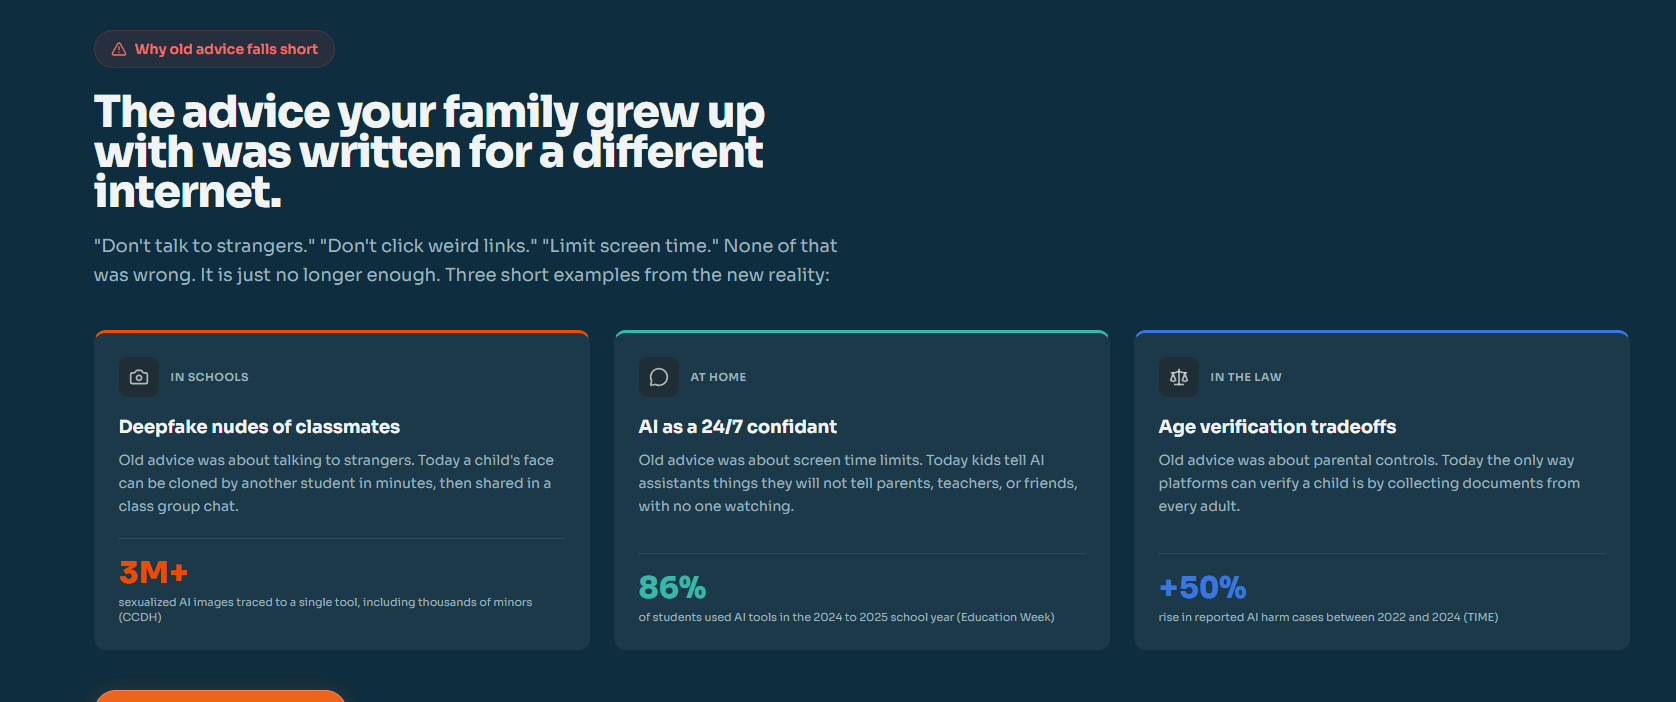 Why old advice falls short
The advice your family grew up
with was written for a different
internet.
"Don't talk to strangers." "Don't click weird links." "Limit screen time." None of that
was wrong. It is just no longer enough. Three short examples from the new reality:
IN SCHOOLS
Deepfake nudes of classmates
Old advice was about talking to strangers. Today a child's face
can be cloned by another student in minutes, then shared in a
class group chat.
3M+
sexualized AI images traced to a single tool, including thousands of minors
(CCDH)
AT HOME
AI as a 24/7 confidant
Old advice was about screen time limits. Today kids tell AI
assistants things they will not tell parents, teachers, or friends,
with no one watching.
86%
of students used AI tools in the 2024 to 2025 school year (Education Week)
IN THE LAW
Age verification tradeoffs
Old advice was about parental controls. Today the only way
platforms can verify a child is by collecting documents from
every adult.
+50%
rise in reported AI harm cases between 2022 and 2024 (TIME)